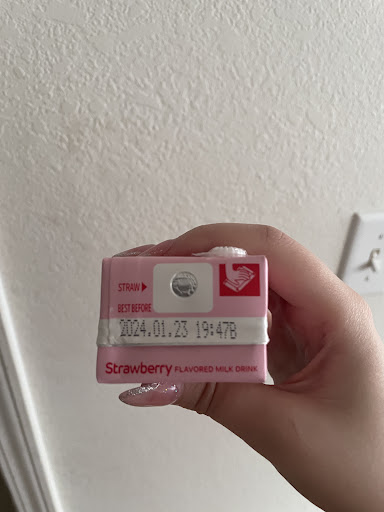 STRAW ▶
BEST BEFORE
2024.01.23 19:47B
Strawberry FLAVORED MILK DRINK